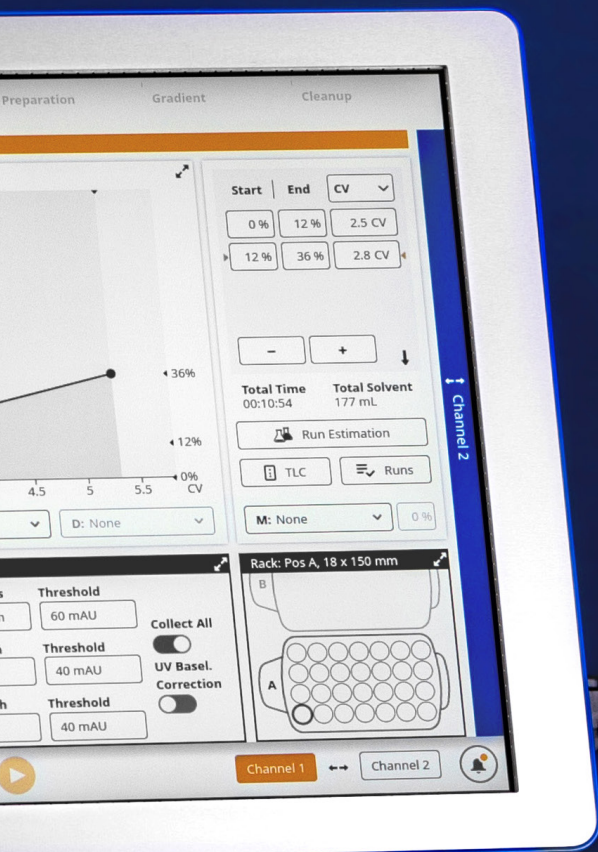 Preparation Gradient Cleanup
Start End CV
0 % 12 % 2.5 CV
12 % 36 % 2.8 CV
36%
12%
0%
4.5 5 5.5 CV
- +
Total Time Total Solvent
00:10:54 177 mL
Run Estimation
TLC Runs
D: None
M: None 0 %
Channel 2
Threshold
60 mAU
Threshold
40 mAU
Threshold
40 mAU
Collect All
UV Basel.
Correction
Rack: Pos A, 18 x 150 mm
B
A
Channel 1 Channel 2